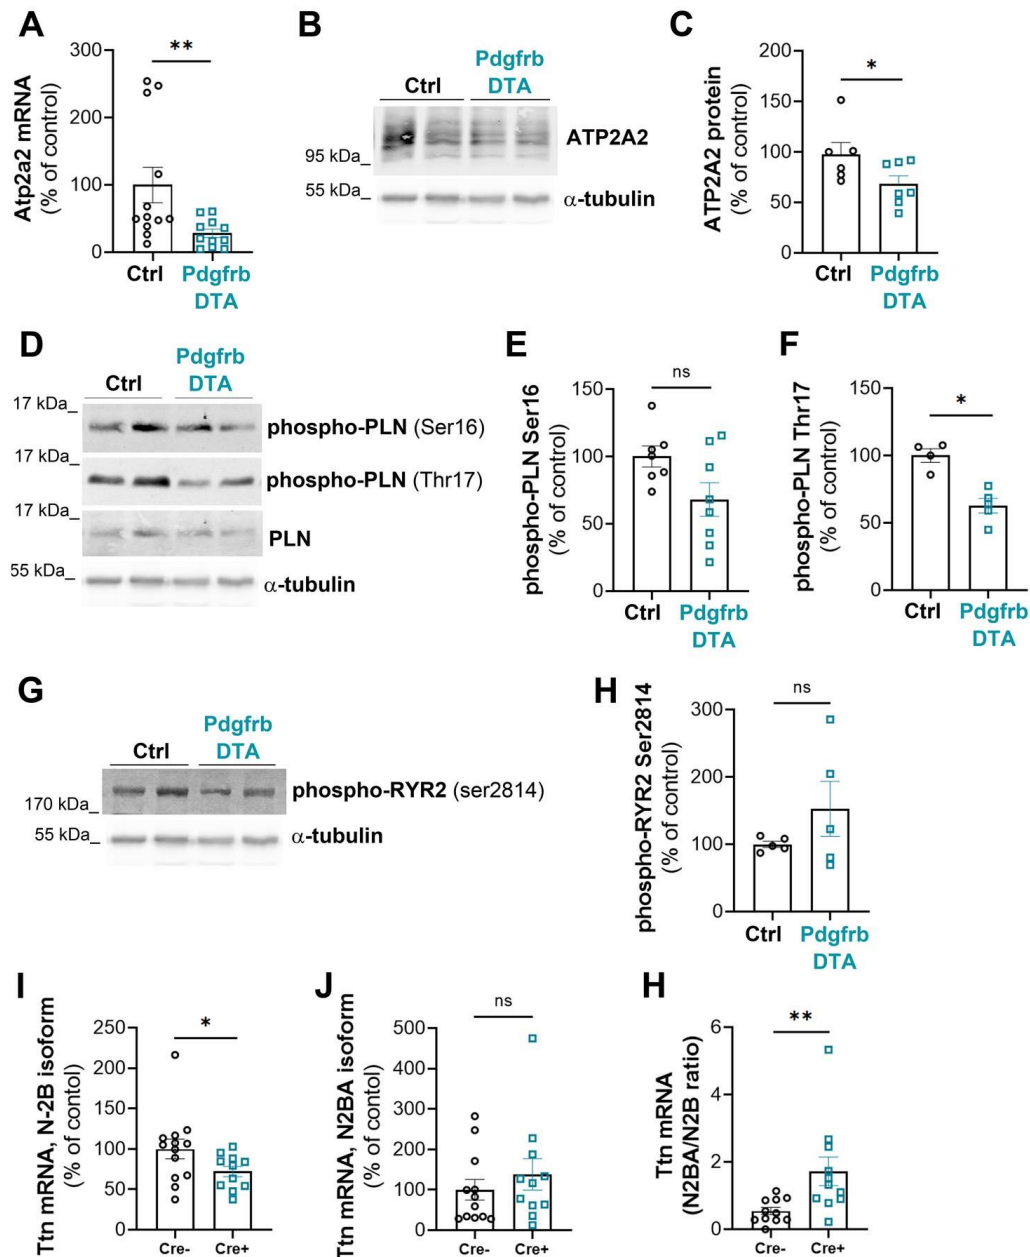 A
Atp2a2 mRNA
(% of control)
300
200
100
0
**
Ctrl
Pdgfrb
DTA
B
Ctrl
Pdgfrb
DTA
95 kDa_
ATP2A2
55 kDa_
α-tubulin
C
ATP2A2 protein
(% of control)
200
150
100
50
0
*
Ctrl
Pdgfrb
DTA
D
Ctrl
Pdgfrb
DTA
17 kDa_
phospho-PLN (Ser16)
17 kDa_
phospho-PLN (Thr17)
17 kDa_
PLN
55 kDa_
α-tubulin
E
phospho-PLN Ser16
(% of control)
150
100
50
0
ns
Ctrl
Pdgfrb
DTA
F
phospho-PLN Thr17
(% of control)
150
100
50
0
*
Ctrl
Pdgfrb
DTA
G
Ctrl
Pdgfrb
DTA
phospho-RYR2 (ser2814)
170 kDa_
55 kDa_
α-tubulin
H
phospho-RYR2 Ser2814
(% of control)
300
200
100
0
ns
Ctrl
Pdgfrb
DTA
I
Ttn mRNA, N-2B isoform
(% of contol)
250
200
150
100
50
0
*
Cre-
Cre+
J
Ttn mRNA, N2BA isoform
(% of contol)
500
400
300
200
100
0
ns
Cre-
Cre+
H
Ttn mRNA
(N2BA/N2B ratio)
6
4
2
0
**
Cre-
Cre+